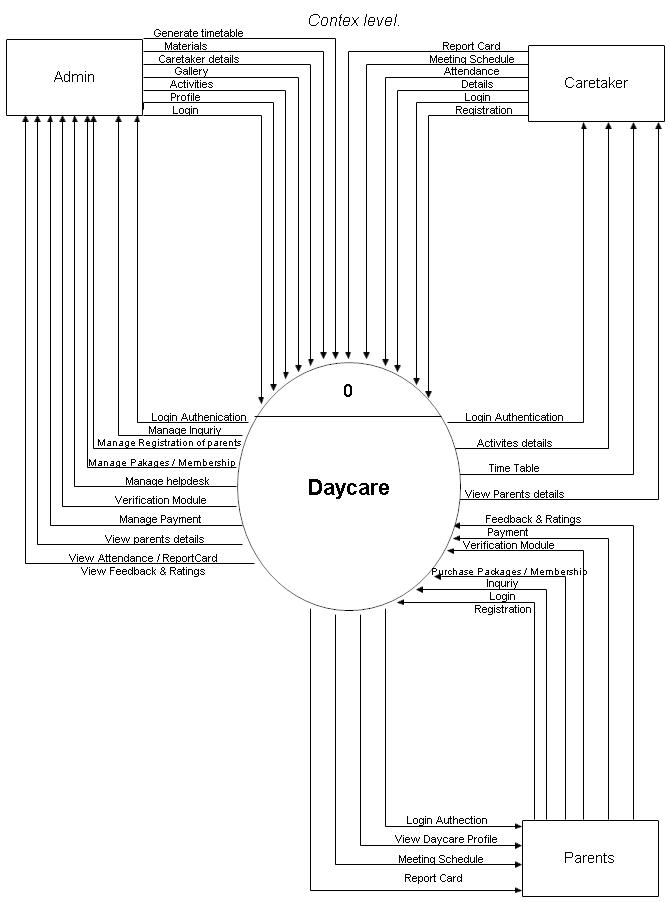 Contex level.
Generate timetable
Materials
Caretaker details
Gallery
Activities
Profile
Login
Admin
Report Card
Meeting Schedule
Attendance
Details
Login
Registration
Caretaker
0
Daycare
Login Authenication
Manage Inquriy
Manage Registration of parents
Manage Pakages / Membership
Manage helpdesk
Verification Module
Manage Payment
View parents details
View Attendance / ReportCard
View Feedback & Ratings
Login Authentication
Activites details
Time Table
View Parents details
Feedback & Ratings
Payment
Verification Module
Purchase Packages / Membership
Inquriy
Login
Registration
Login Authection
View Daycare Profile
Meeting Schedule
Report Card
Parents